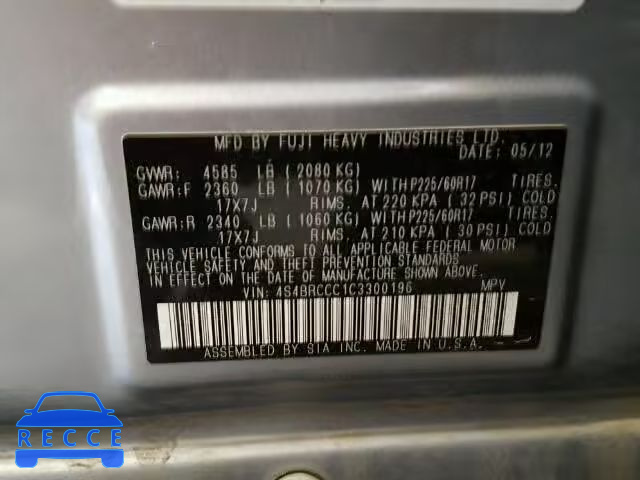 MFD BY FUJI HEAVY INDUSTRIES LTD.
DATE: 05/12
GVWR: 4585 LB (2080 KG)
GAWR:F 2360 LB (1070 KG) WITH P225/60R17 TIRES.
17X7J RIMS. AT 220 KPA (32 PSI) COLD
GAWR:R 2340 LB (1060 KG) WITH P225/60R17 TIRES.
17X7J RIMS. AT 210 KPA (30 PSI) COLD
THIS VEHICLE CONFORMS TO ALL APPLICABLE FEDERAL MOTOR
VEHICLE SAFETY AND THEFT PREVENTION STANDARDS
IN EFFECT ON THE DATE OF MANUFACTURE SHOWN ABOVE.
VIN: 4S4BRCCC1C3300196 MPV
ASSEMBLED BY SIA INC. MADE IN U.S.A.
RECCE